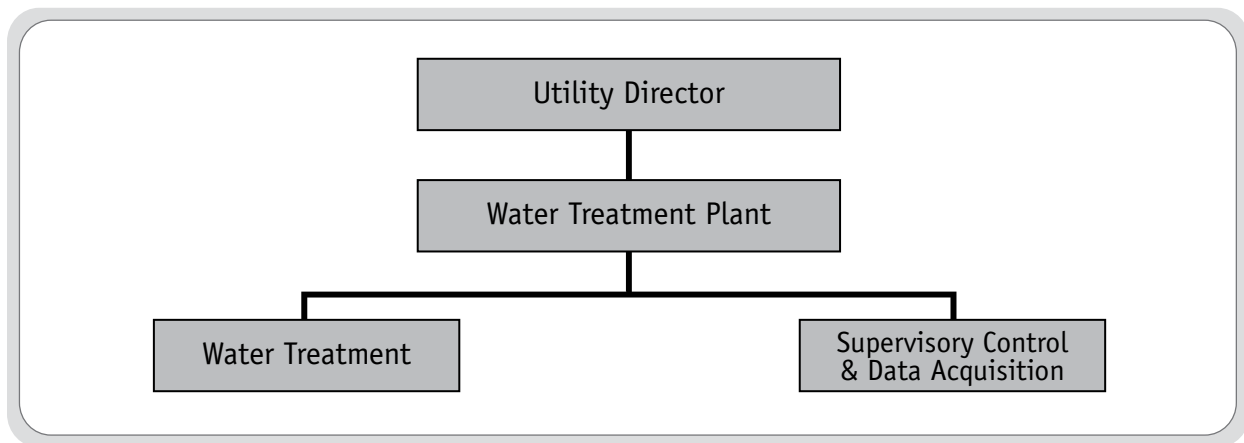 Utility Director
Water Treatment Plant
Water Treatment
Supervisory Control
& Data Acquisition